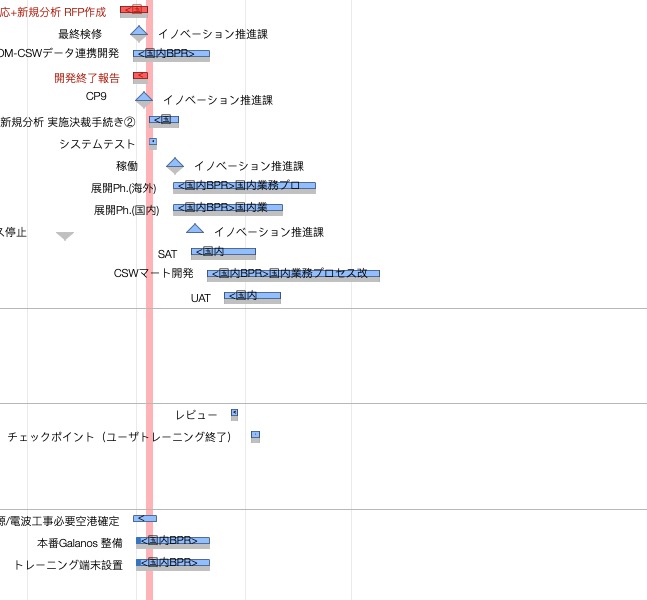 応+新規分析 RFP作成 <国
最終検修 イノベーション推進課
OM-CSWデータ連携開発 <国内BPR>
開発終了報告 <
CP9 イノベーション推進課
新規分析 実施決裁手続き② <国
システムテスト
稼働 イノベーション推進課
展開Ph.(海外) <国内BPR>国内業務プロ
展開Ph.(国内) <国内BPR>国内業
ス停止 イノベーション推進課
SAT <国内
CSWマート開発 <国内BPR>国内業務プロセス改
UAT <国内
レビュー
チェックポイント（ユーザトレーニング終了）
源/電波工事必要空港確定 <
本番Galanos 整備 <国内BPR>
トレーニング端末設置 <国内BPR>